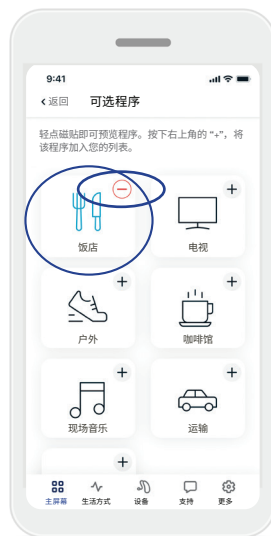 9:41
返回 可选程序
轻点磁贴即可预览程序。按下右上角的 “+”，将
该程序加入您的列表。
饭店 电视
户外 咖啡馆
现场音乐 运输
主屏幕 生活方式 设备 支持 更多